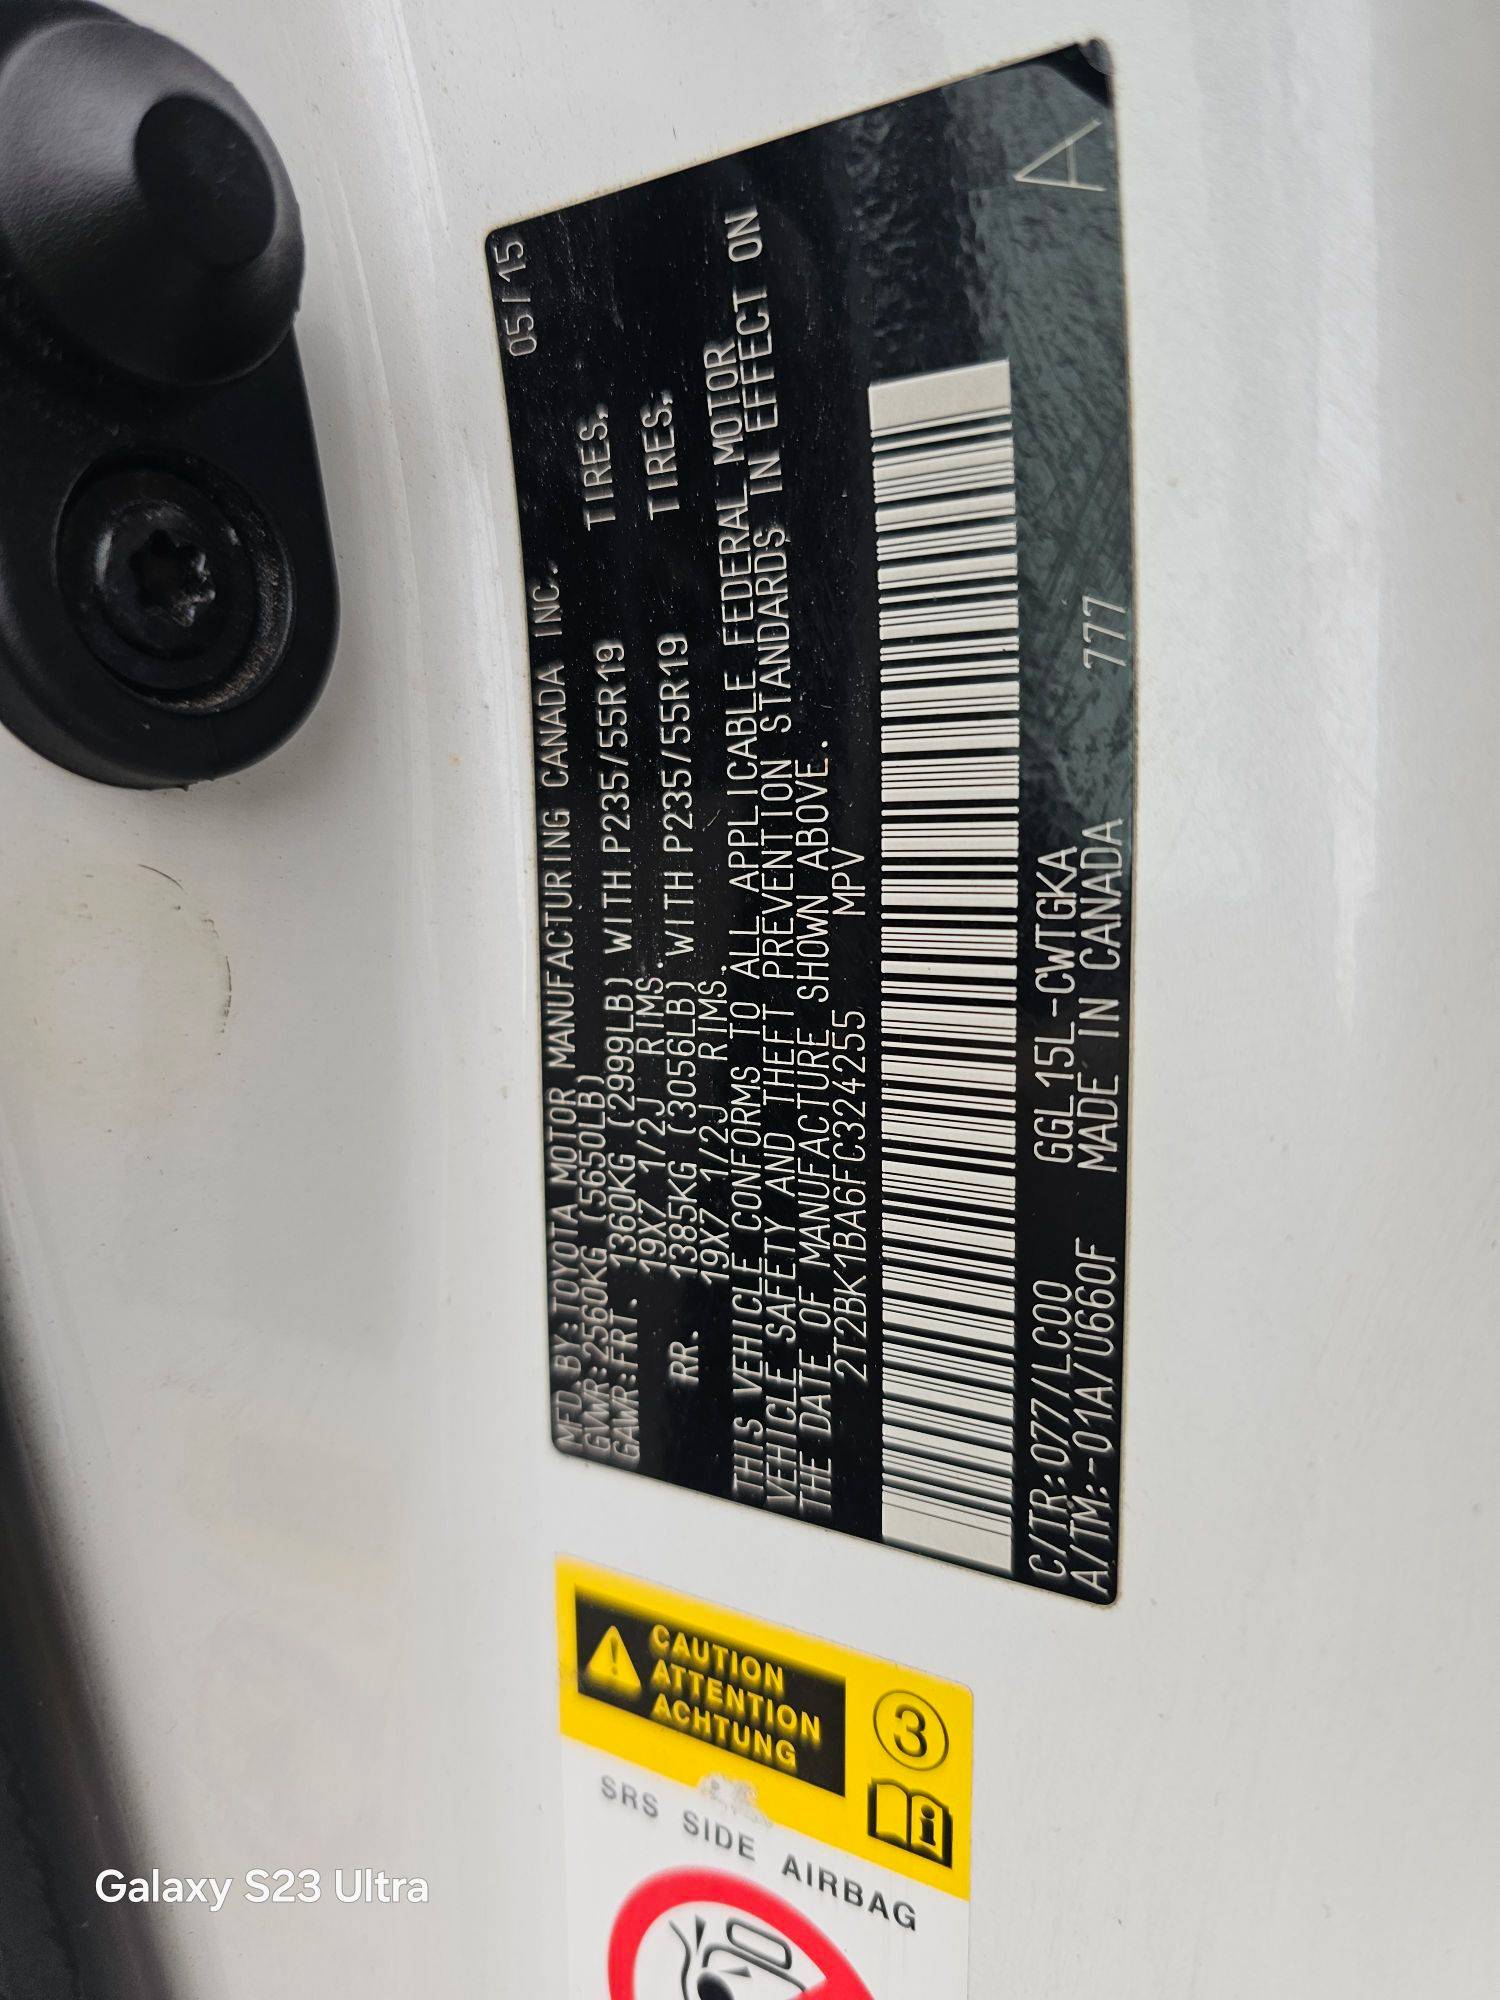 MFD.BY:TOYOTA MOTOR MANUFACTURING CANADA INC. 05/15
GVWR:2560KG (5650LB)
GAWR:FRT. 1360KG (2999LB) WITH P235/55R19 TIRES,
19X7 1/2J RIMS.
RR. 1385KG (3056LB) WITH P235/55R19 TIRES,
19X7 1/2J RIMS.
THIS VEHICLE CONFORMS TO ALL APPLICABLE FEDERAL MOTOR
VEHICLE SAFETY AND THEFT PREVENTION STANDARDS IN EFFECT ON
THE DATE OF MANUFACTURE SHOWN ABOVE.
2T2BK1BA6FC324255 MPV
C/TR:077/LC00 GGL15L-CWTGKA
A/TM:-01A/U660F MADE IN CANADA 777 A
CAUTION
ATTENTION
ACHTUNG
3
SRS SIDE AIRBAG
Galaxy S23 Ultra